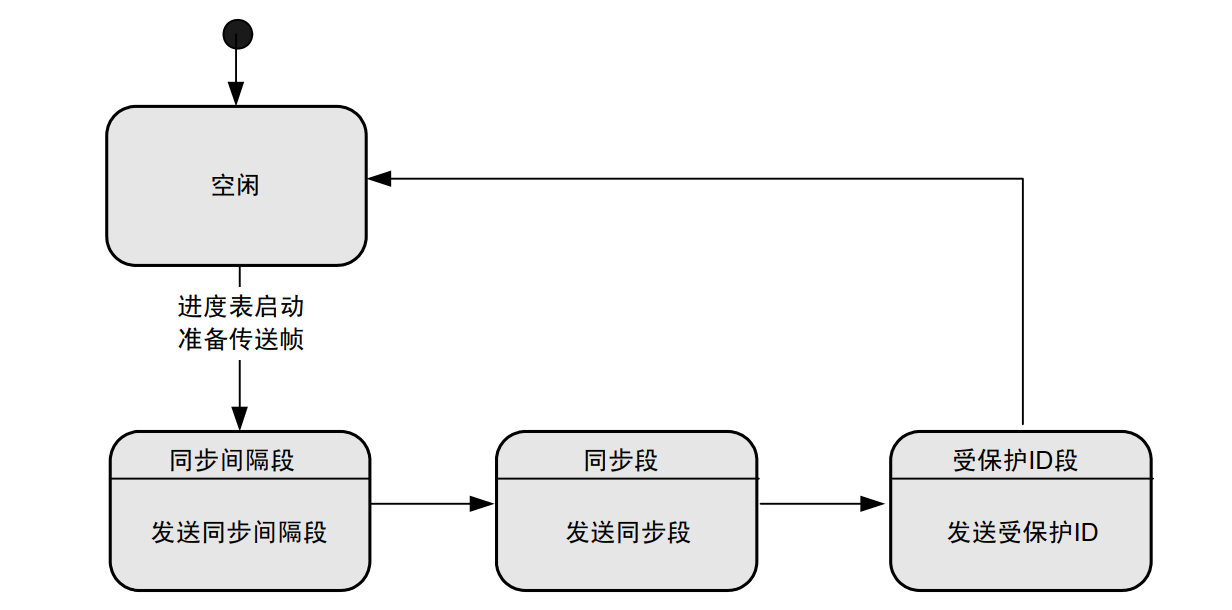 空闲
进度表启动
准备传送帧
同步间隔段
发送同步间隔段
同步段
发送同步段
受保护ID段
发送受保护ID